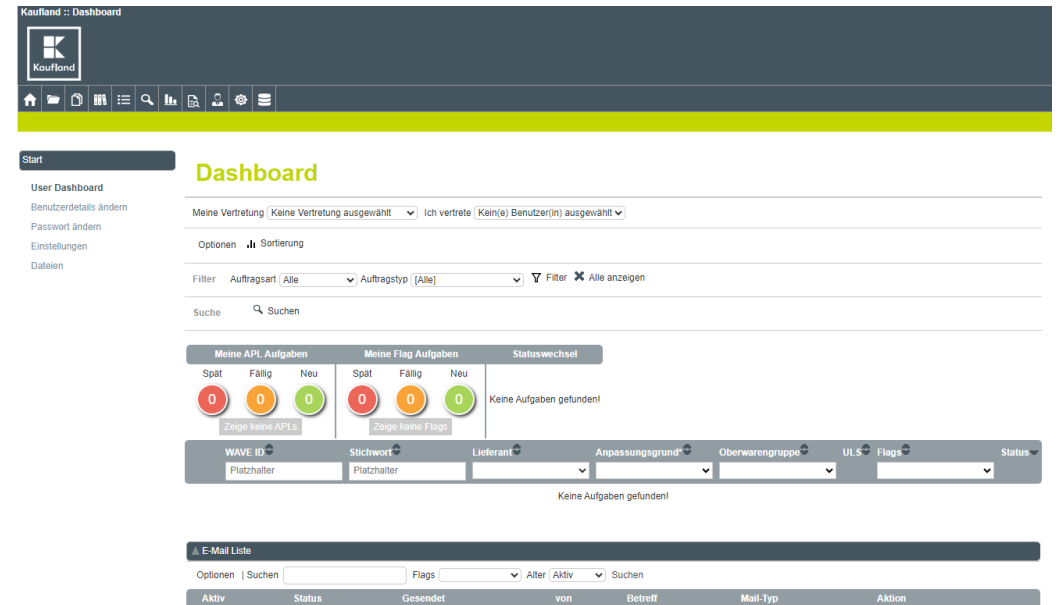 Kaufland :: Dashboard
Kaufland
Start
User Dashboard
Benutzerdetails ändern
Passwort ändern
Einstellungen
Dateien
Dashboard
Meine Vertretung Keine Vertretung ausgewählt Ich vertrete Kein(e) Benutzer(in) ausgewählt
Optionen Sortierung
Filter Auftragsart Alle Auftragstyp [Alle] Filter Alle anzeigen
Suche Suchen
Meine APL Aufgaben Meine Flag Aufgaben Statuswechsel
Spät Fällig Neu Spät Fällig Neu
0 0 0 0 0 0 Keine Aufgaben gefunden!
Zeige keine APLs Zeige keine Flags
WAVE ID Stichwort Lieferant Anpassungsgrund* Oberwarengruppe ULS Flags Status
Platzhalter Platzhalter
Keine Aufgaben gefunden!
E-Mail Liste
Optionen | Suchen Flags Alter Aktiv Suchen
Aktiv Status Gesendet von Betreff Mail-Typ Aktion